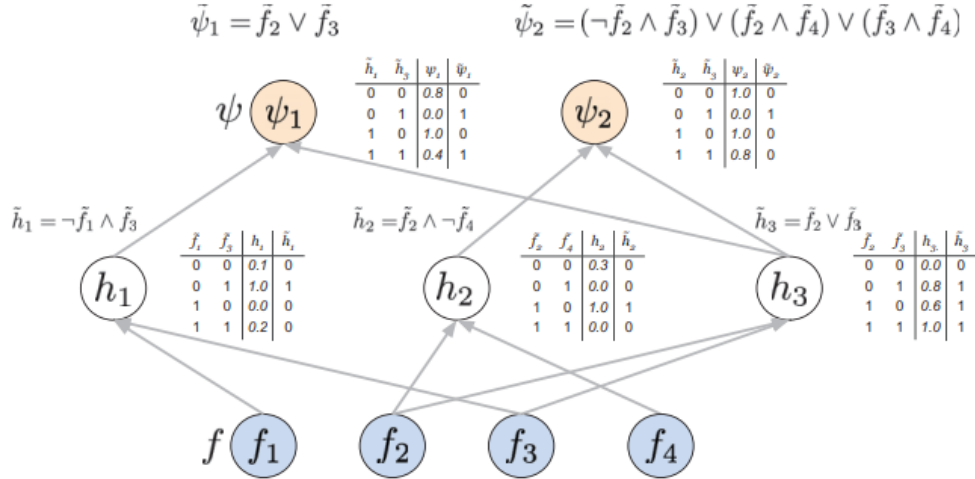 ψ̃₁ = f̃₂ ∨ f̃₃
ψ̃₂ = (¬f̃₂ ∧ f̃₃) ∨ (f̃₂ ∧ f̃₄) ∨ (f̃₃ ∧ f̃₄)
ψ ψ₁
h̃₁ h̃₃ ψ₁ ψ̃₁
0 0 0.8 0
0 1 0.0 1
1 0 1.0 0
1 1 0.4 1
ψ₂
h̃₂ h̃₃ ψ₂ ψ̃₂
0 0 1.0 0
0 1 0.0 1
1 0 1.0 0
1 1 0.8 0
h̃₁ = ¬f̃₁ ∧ f̃₃
h̃₂ = f̃₂ ∧ ¬f̃₄
h̃₃ = f̃₂ ∨ f̃₃
h₁
f̃₁ f̃₃ h₁ h̃₁
0 0 0.1 0
0 1 1.0 1
1 0 0.0 0
1 1 0.2 0
h₂
f̃₂ f̃₄ h₂ h̃₂
0 0 0.3 0
0 1 0.0 0
1 0 1.0 1
1 1 0.0 0
h₃
f̃₂ f̃₃ h₃ h̃₃
0 0 0.0 0
0 1 0.8 1
1 0 0.6 1
1 1 1.0 1
f f₁ f₂ f₃ f₄